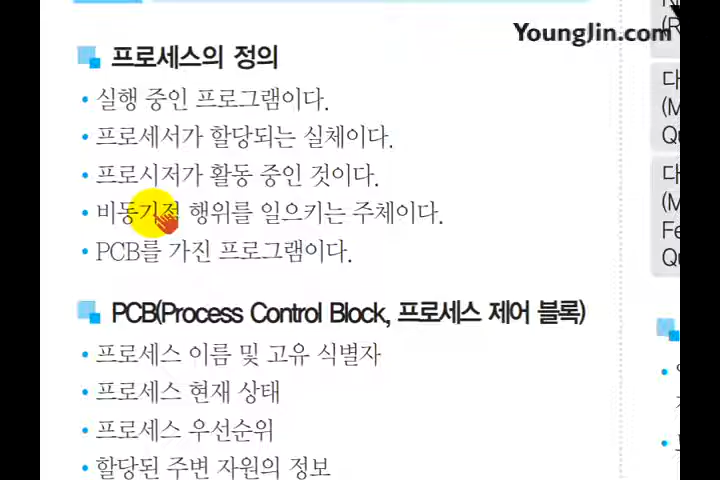 YoungJin.com
프로세스의 정의
• 실행 중인 프로그램이다.
• 프로세서가 할당되는 실체이다.
• 프로시저가 활동 중인 것이다.
• 비동기적 행위를 일으키는 주체이다.
• PCB를 가진 프로그램이다.
PCB(Process Control Block, 프로세스 제어 블록)
• 프로세스 이름 및 고유 식별자
• 프로세스 현재 상태
• 프로세스 우선순위
• 할당된 주변 자원의 정보
(R
다
(M
Qu
다
(M
Fe
Qu